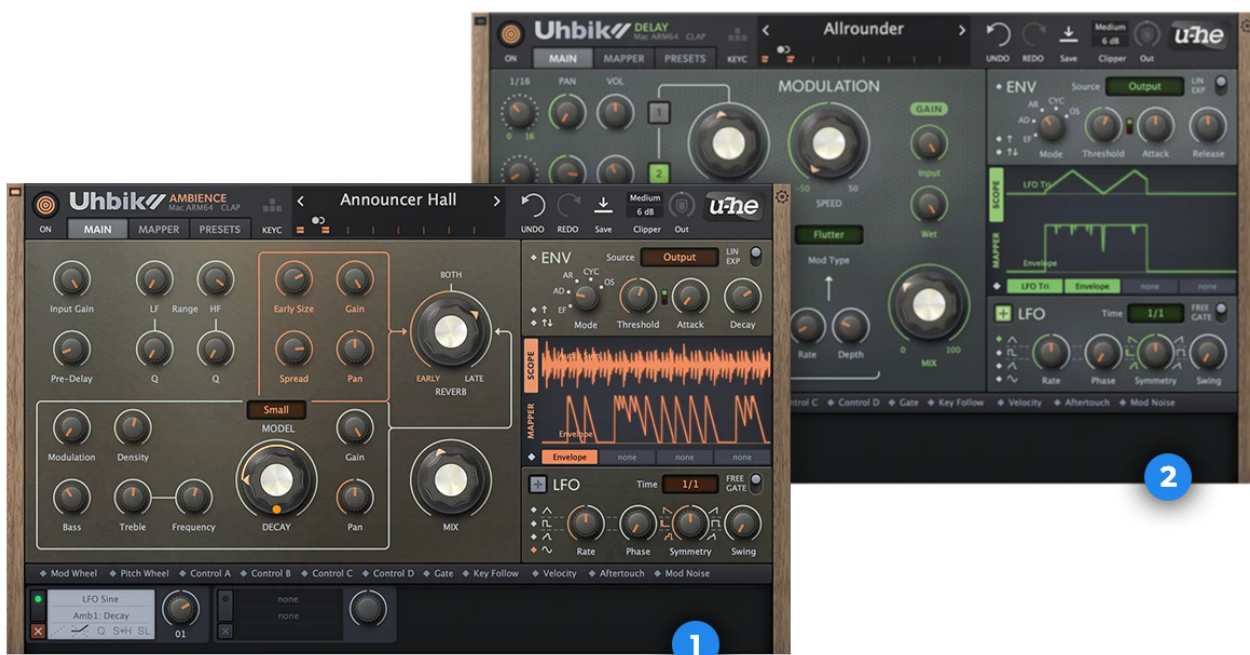 Uhbik// DELAY
Mac ARM64 CLAP
Allrounder
Medium
6 dB
u-he
ON MAIN MAPPER PRESETS KEYC
UNDO REDO Save Clipper Out
1/16 PAN VOL
0 16
1
2
MODULATION
-50 50
SPEED
Flutter
Mod Type
Rate Depth
GAIN
Input
Wet
0 100
MIX
ENV Source Output LIN
EXP
AR CYC
AD OS
EF
Mode Threshold Attack Release
SCOPE
LFO Tri
MAPPER
Envelope
LFO Tri Envelope none none
LFO Time 1/1 FREE
GATE
Rate Phase Symmetry Swing
ntrol C Control D Gate Key Follow Velocity Aftertouch Mod Noise
2
Uhbik// AMBIENCE
Mac ARM64 CLAP
Announcer Hall
Medium
6 dB
u-he
ON MAIN MAPPER PRESETS KEYC
UNDO REDO Save Clipper Out
Input Gain LF Range HF Early Size Gain
Pre-Delay Q Q Spread Pan
BOTH
EARLY LATE
REVERB
Small
MODEL
Modulation Density Gain
Bass Treble Frequency DECAY Pan
MIX
ENV Source Output LIN
EXP
AR CYC
AD OS
EF
Mode Threshold Attack Decay
SCOPE
MAPPER
Envelope
Envelope none none none
LFO Time 1/1 FREE
GATE
Rate Phase Symmetry Swing
Mod Wheel Pitch Wheel Control A Control B Control C Control D Gate Key Follow Velocity Aftertouch Mod Noise
LFO Sine
Amb1: Decay
Q S+H SL
01
none
none
1